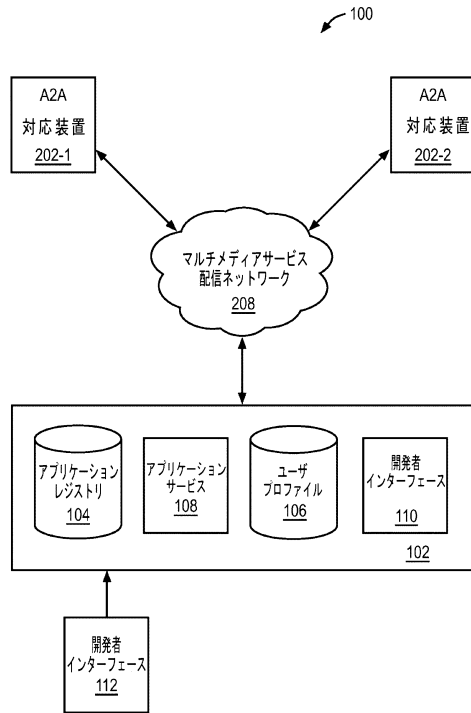 100
A2A
対応装置
202-1
A2A
対応装置
202-2
マルチメディアサービス
配信ネットワーク
208
アプリケーション
レジストリ
104
アプリケーション
サービス
108
ユーザ
プロファイル
106
開発者
インターフェース
110
102
開発者
インターフェース
112